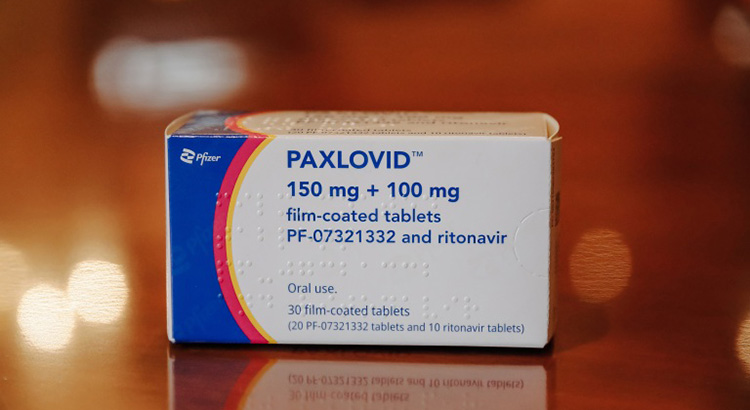 Pfizer
PAXLOVID™
150 mg + 100 mg
film-coated tablets
PF-07321332 and ritonavir
Oral use.
30 film-coated tablets
(20 PF-07321332 tablets and 10 ritonavir tablets)